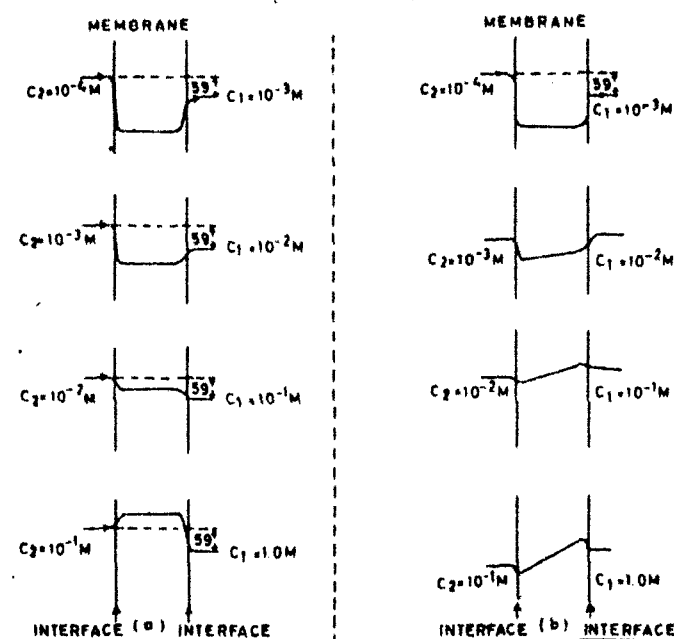 MEMBRANE
C2=10-4M
59
C1=10-3M
C2=10-3M
59
C1=10-2M
C2=10-2M
59
C1=10-1M
C2=10-1M
59
C1=1.0M
INTERFACE (a) INTERFACE
MEMBRANE
C2=10-4M
59
C1=10-3M
C2=10-3M
C1=10-2M
C2=10-2M
C1=10-1M
C2=10-1M
C1=1.0M
INTERFACE (b) INTERFACE